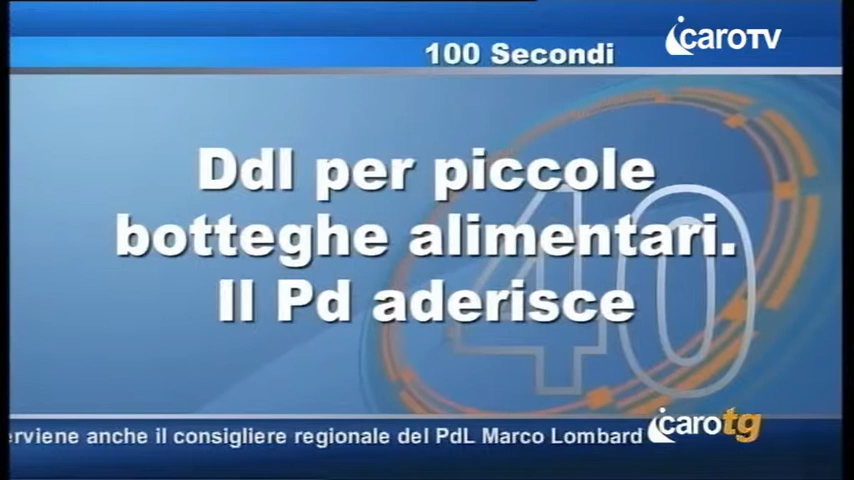 100 Secondi
icaroTV
Ddl per piccole
botteghe alimentari.
Il Pd aderisce
40
erviene anche il consigliere regionale del PdL Marco Lombard
icarotg